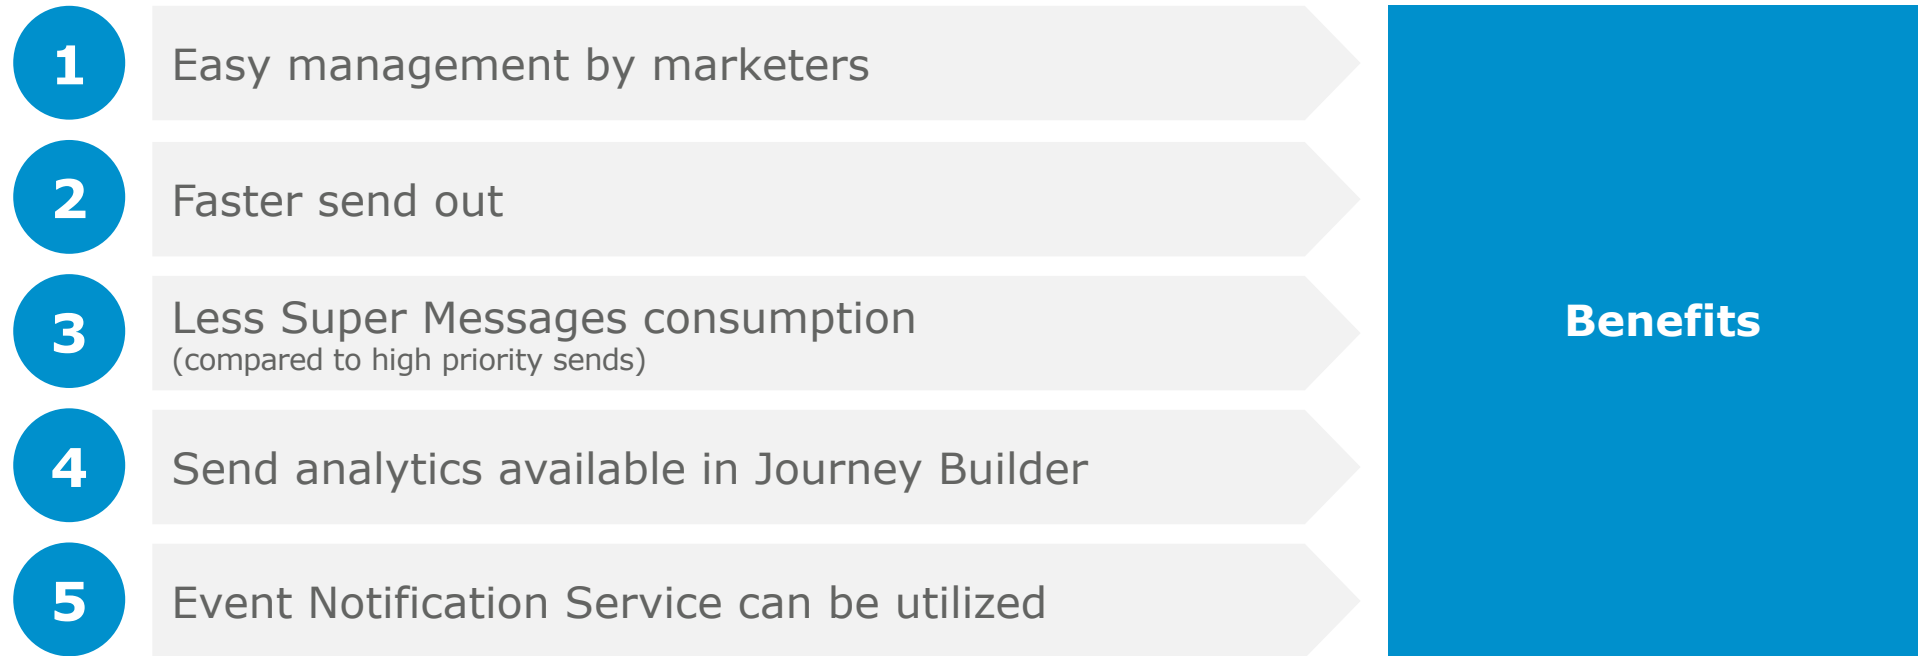 1
Easy management by marketers
2
Faster send out
3
Less Super Messages consumption
(compared to high priority sends)
4
Send analytics available in Journey Builder
5
Event Notification Service can be utilized
Benefits